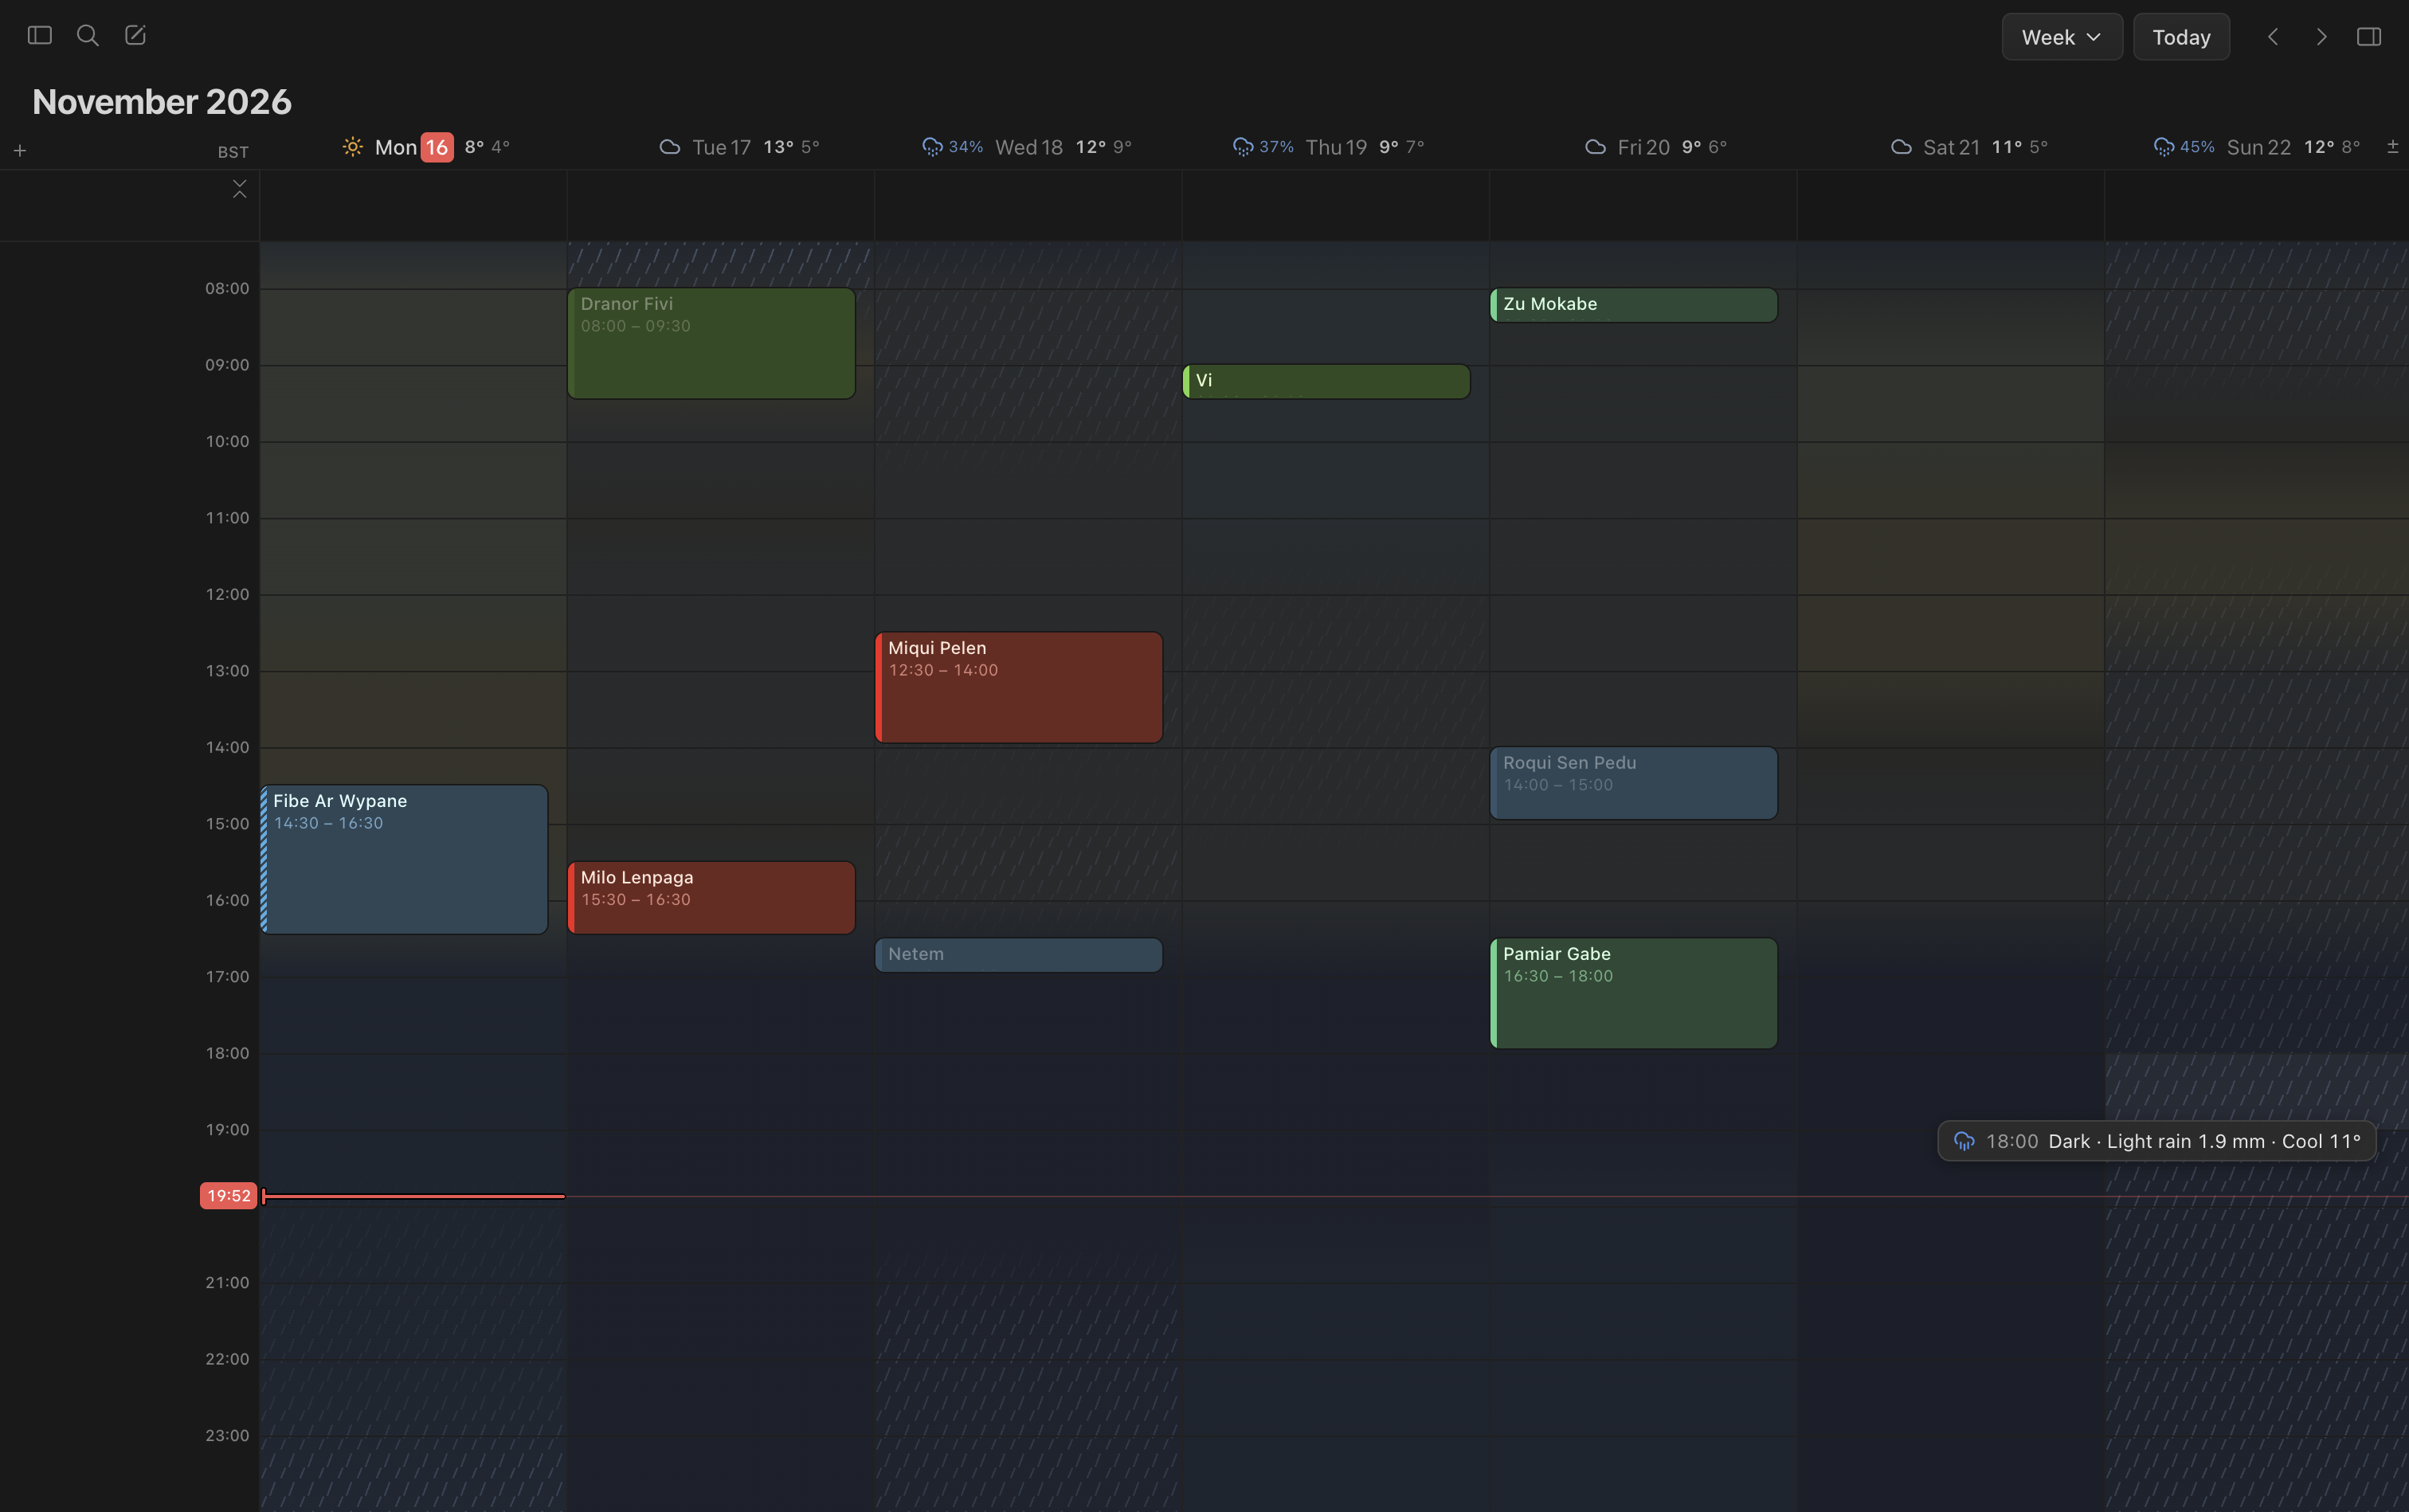 Week
Today
November 2026
BST
Mon 16 8° 4°
Tue 17 13° 5°
34% Wed 18 12° 9°
37% Thu 19 9° 7°
Fri 20 9° 6°
Sat 21 11° 5°
45% Sun 22 12° 8°
08:00
09:00
10:00
11:00
12:00
13:00
14:00
15:00
16:00
17:00
18:00
19:00
19:52
21:00
22:00
23:00
Fibe Ar Wypane
14:30 – 16:30
Dranor Fivi
08:00 – 09:30
Milo Lenpaga
15:30 – 16:30
Miqui Pelen
12:30 – 14:00
Netem
Vi
Zu Mokabe
Roqui Sen Pedu
14:00 – 15:00
Pamiar Gabe
16:30 – 18:00
18:00 Dark · Light rain 1.9 mm · Cool 11°